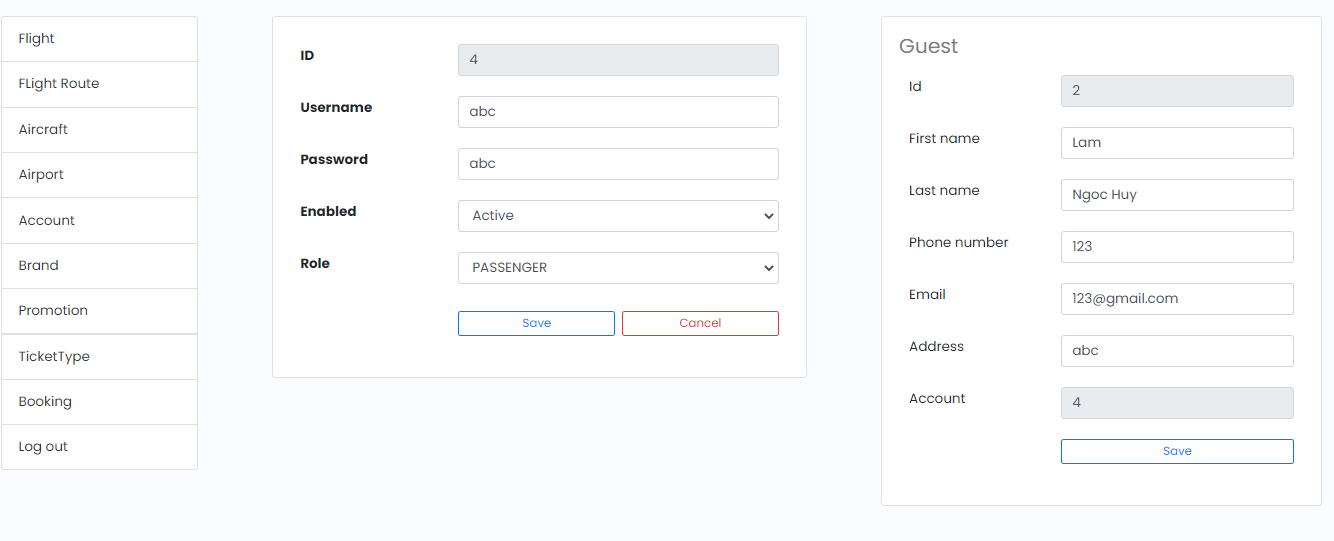 Flight
FLight Route
Aircraft
Airport
Account
Brand
Promotion
TicketType
Booking
Log out
ID 4
Username abc
Password abc
Enabled Active
Role PASSENGER
Save Cancel
Guest
Id 2
First name Lam
Last name Ngoc Huy
Phone number 123
Email 123@gmail.com
Address abc
Account 4
Save